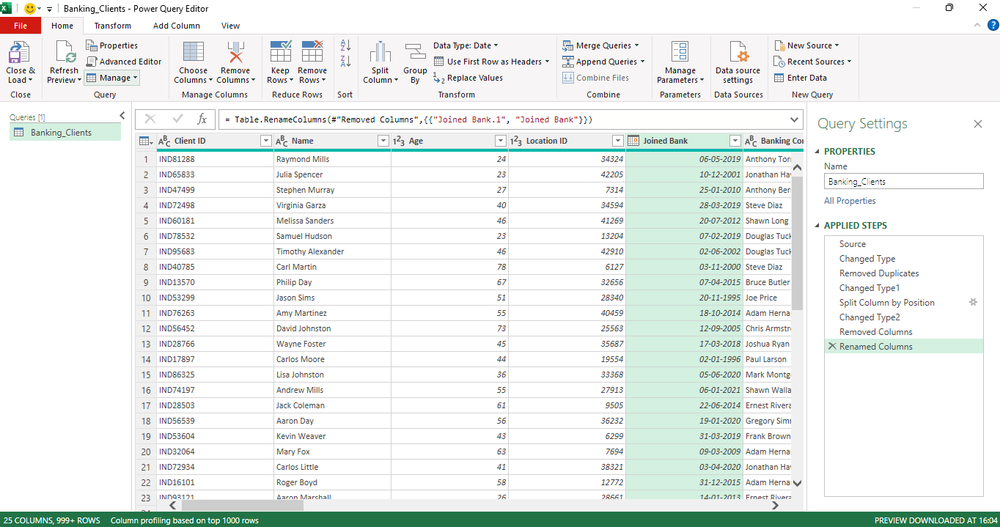 Banking_Clients - Power Query Editor
File Home Transform Add Column View
Close & Load
Close
Refresh Preview
Properties
Advanced Editor
Manage
Query
Choose Columns
Remove Columns
Manage Columns
Keep Rows
Remove Rows
Reduce Rows
A Z
Z A
Sort
Split Column
Group By
Data Type: Date
Use First Row as Headers
1 2 Replace Values
Transform
Merge Queries
Append Queries
Combine Files
Combine
Manage Parameters
Parameters
Data source settings
Data Sources
New Source
Recent Sources
Enter Data
New Query
Queries [1]
Banking_Clients
fx = Table.RenameColumns(#"Removed Columns",{{"Joined Bank.1", "Joined Bank"}})
ABC Client ID ABC Name 123 Age 123 Location ID Joined Bank ABC Banking Con
1 IND81288 Raymond Mills 24 34324 06-05-2019 Anthony Torr
2 IND65833 Julia Spencer 23 42205 10-12-2001 Jonathan Haw
3 IND47499 Stephen Murray 27 7314 25-01-2010 Anthony Berr
4 IND72498 Virginia Garza 40 34594 28-03-2019 Steve Diaz
5 IND60181 Melissa Sanders 46 41269 20-07-2012 Shawn Long
6 IND78532 Samuel Hudson 23 13204 07-02-2019 Douglas Tuck
7 IND95683 Timothy Alexander 46 42910 02-06-2002 Douglas Tuck
8 IND40785 Carl Martin 78 6127 03-11-2000 Steve Diaz
9 IND13570 Philip Day 67 32656 07-04-2015 Bruce Butler
10 IND53299 Jason Sims 51 28340 20-11-1995 Joe Price
11 IND76263 Amy Martinez 55 40459 18-10-2014 Adam Hernar
12 IND56452 David Johnston 73 25563 12-09-2005 Chris Armstro
13 IND28766 Wayne Foster 45 35687 17-03-2018 Joshua Ryan
14 IND17897 Carlos Moore 44 19554 02-01-1996 Paul Larson
15 IND86325 Lisa Johnston 36 33368 05-06-2020 Mark Montg
16 IND74197 Andrew Mills 55 27913 06-01-2021 Shawn Walla
17 IND28503 Jack Coleman 61 9505 22-06-2014 Ernest Rivera
18 IND56539 Aaron Day 56 36232 19-01-2020 Gregory Simr
19 IND53604 Kevin Weaver 43 6299 31-03-2019 Frank Brown
20 IND32064 Mary Fox 63 7694 09-03-2009 Adam Hernar
21 IND72934 Carlos Little 41 38321 03-04-2020 Jonathan Haw
22 IND16101 Roger Boyd 58 12772 31-12-2015 Adam Hernar
23 IND93121 Aaron Marshall 26 28661 14-01-2013 Ernest Rivera
24
Query Settings
PROPERTIES
Name
Banking_Clients
All Properties
APPLIED STEPS
Source
Changed Type
Removed Duplicates
Changed Type1
Split Column by Position
Changed Type2
Removed Columns
Renamed Columns
25 COLUMNS, 999+ ROWS Column profiling based on top 1000 rows PREVIEW DOWNLOADED AT 16:04